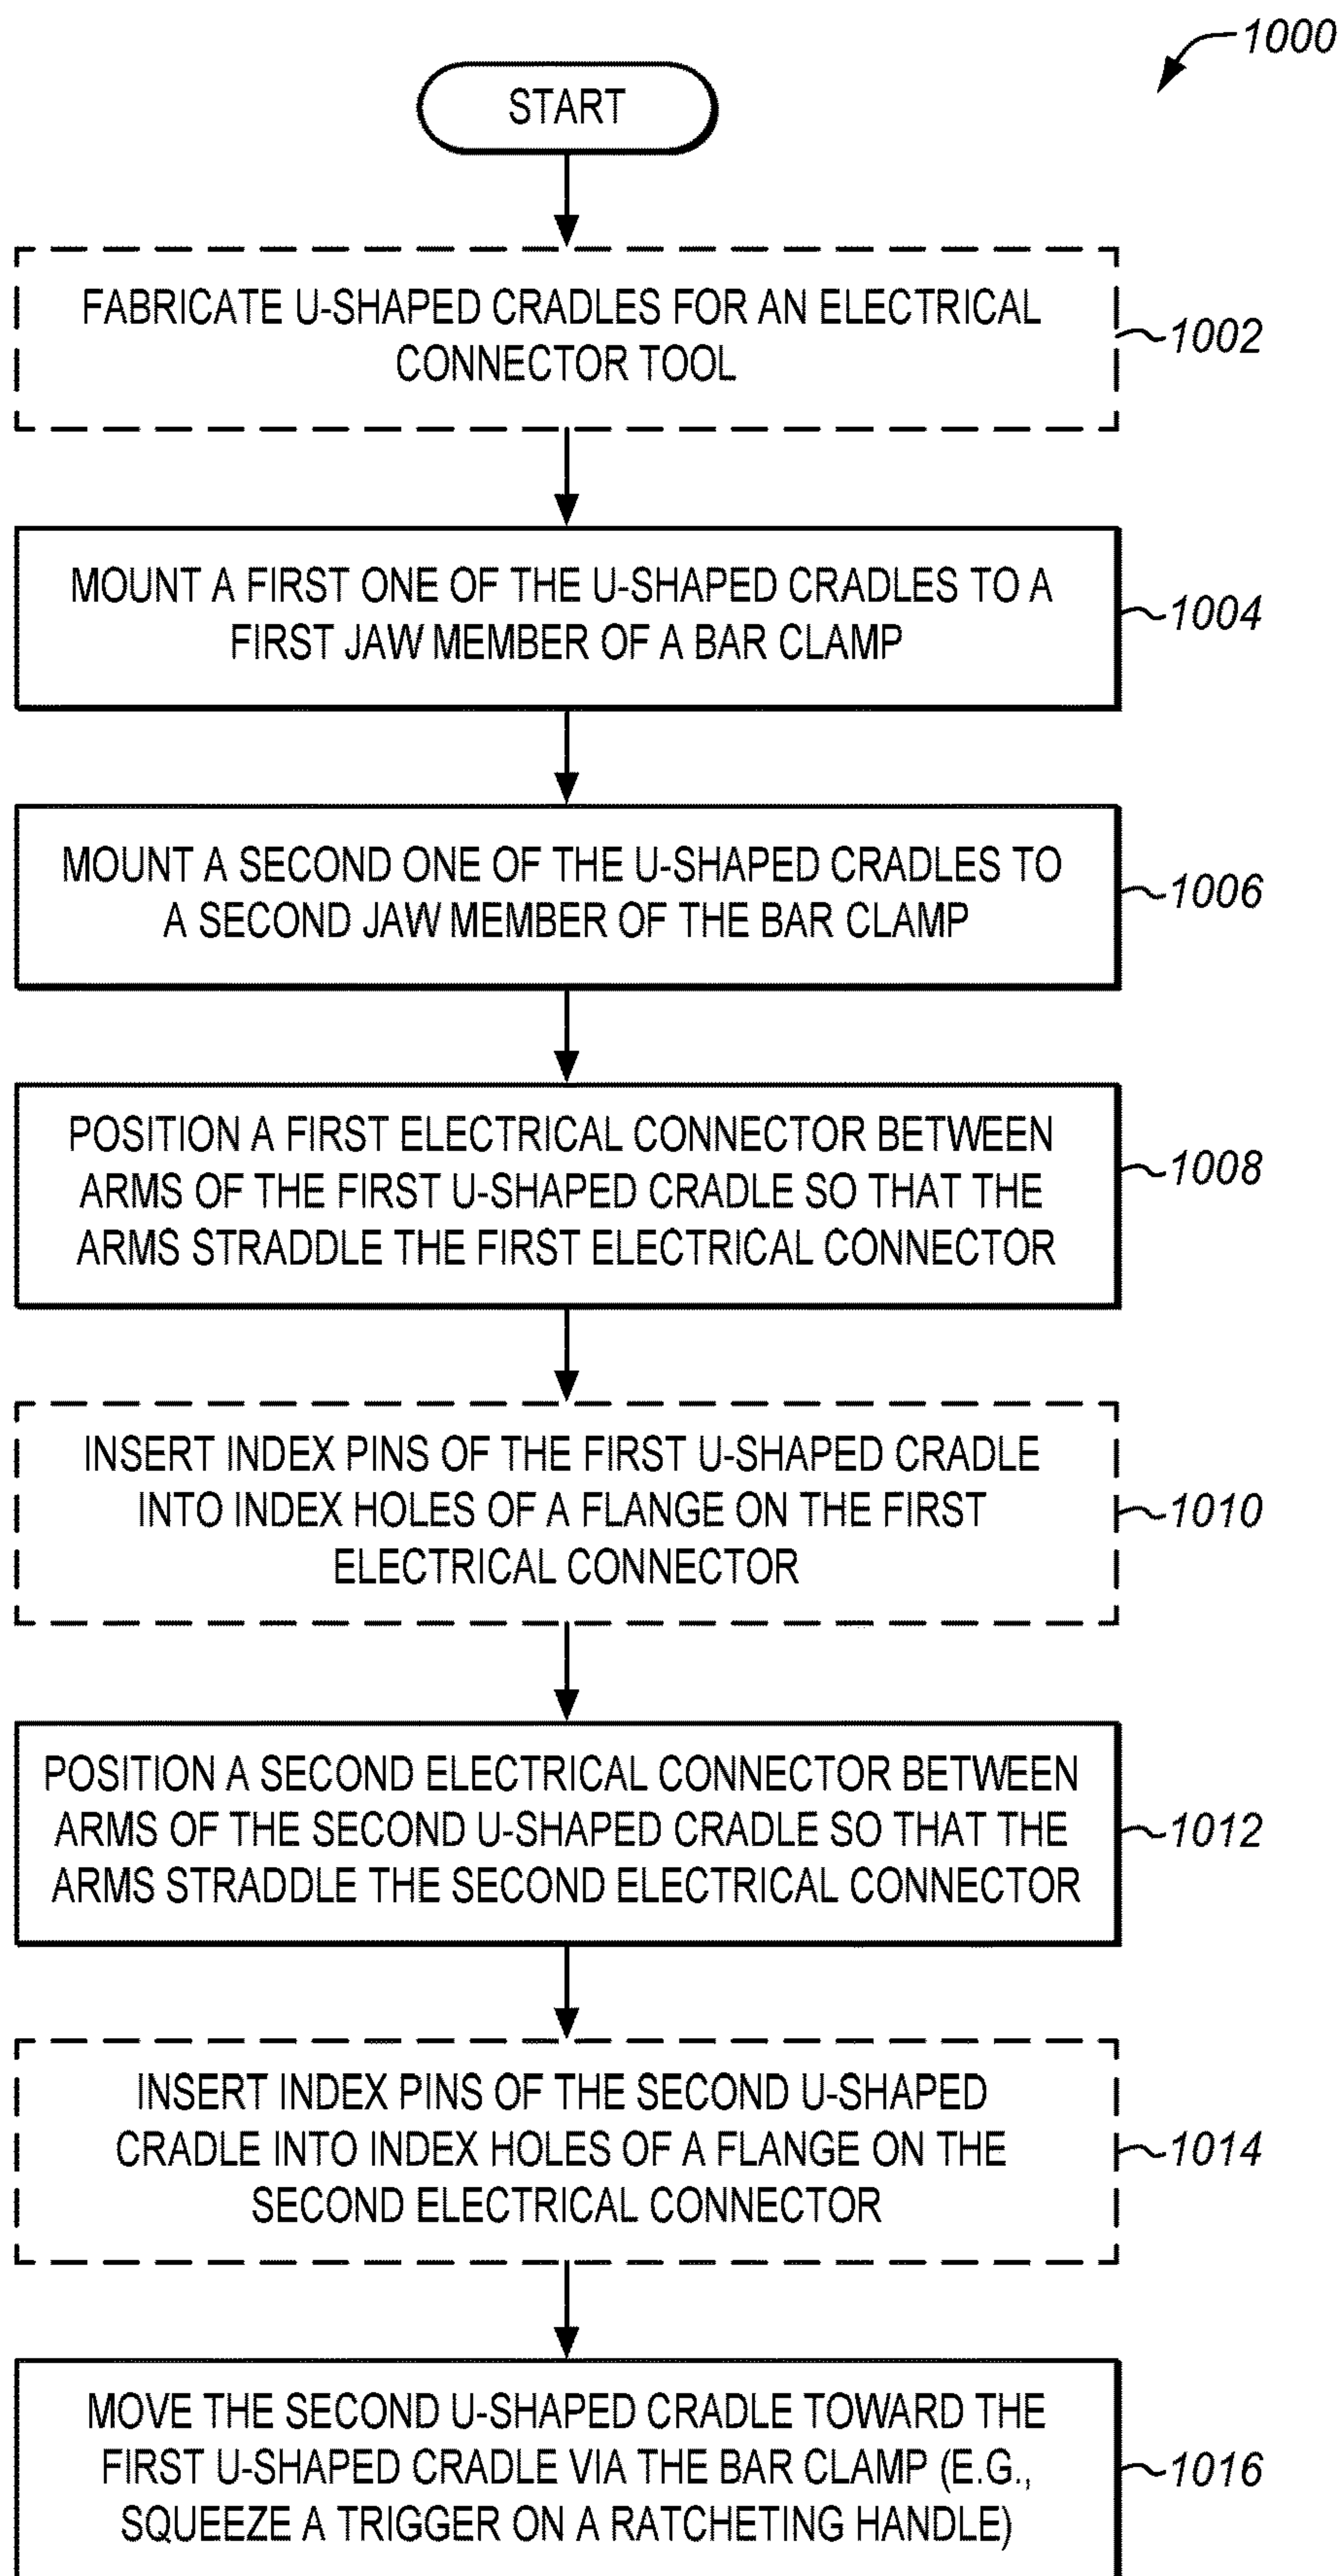 1000
START
FABRICATE U-SHAPED CRADLES FOR AN ELECTRICAL
CONNECTOR TOOL
1002
MOUNT A FIRST ONE OF THE U-SHAPED CRADLES TO A
FIRST JAW MEMBER OF A BAR CLAMP
1004
MOUNT A SECOND ONE OF THE U-SHAPED CRADLES TO
A SECOND JAW MEMBER OF THE BAR CLAMP
1006
POSITION A FIRST ELECTRICAL CONNECTOR BETWEEN
ARMS OF THE FIRST U-SHAPED CRADLE SO THAT THE
ARMS STRADDLE THE FIRST ELECTRICAL CONNECTOR
1008
INSERT INDEX PINS OF THE FIRST U-SHAPED CRADLE
INTO INDEX HOLES OF A FLANGE ON THE FIRST
ELECTRICAL CONNECTOR
1010
POSITION A SECOND ELECTRICAL CONNECTOR BETWEEN
ARMS OF THE SECOND U-SHAPED CRADLE SO THAT THE
ARMS STRADDLE THE SECOND ELECTRICAL CONNECTOR
1012
INSERT INDEX PINS OF THE SECOND U-SHAPED
CRADLE INTO INDEX HOLES OF A FLANGE ON THE
SECOND ELECTRICAL CONNECTOR
1014
MOVE THE SECOND U-SHAPED CRADLE TOWARD THE
FIRST U-SHAPED CRADLE VIA THE BAR CLAMP (E.G.,
SQUEEZE A TRIGGER ON A RATCHETING HANDLE)
1016